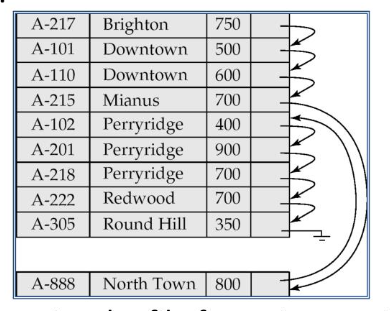 A-217 Brighton 750
A-101 Downtown 500
A-110 Downtown 600
A-215 Mianus 700
A-102 Perryridge 400
A-201 Perryridge 900
A-218 Perryridge 700
A-222 Redwood 700
A-305 Round Hill 350
A-888 North Town 800